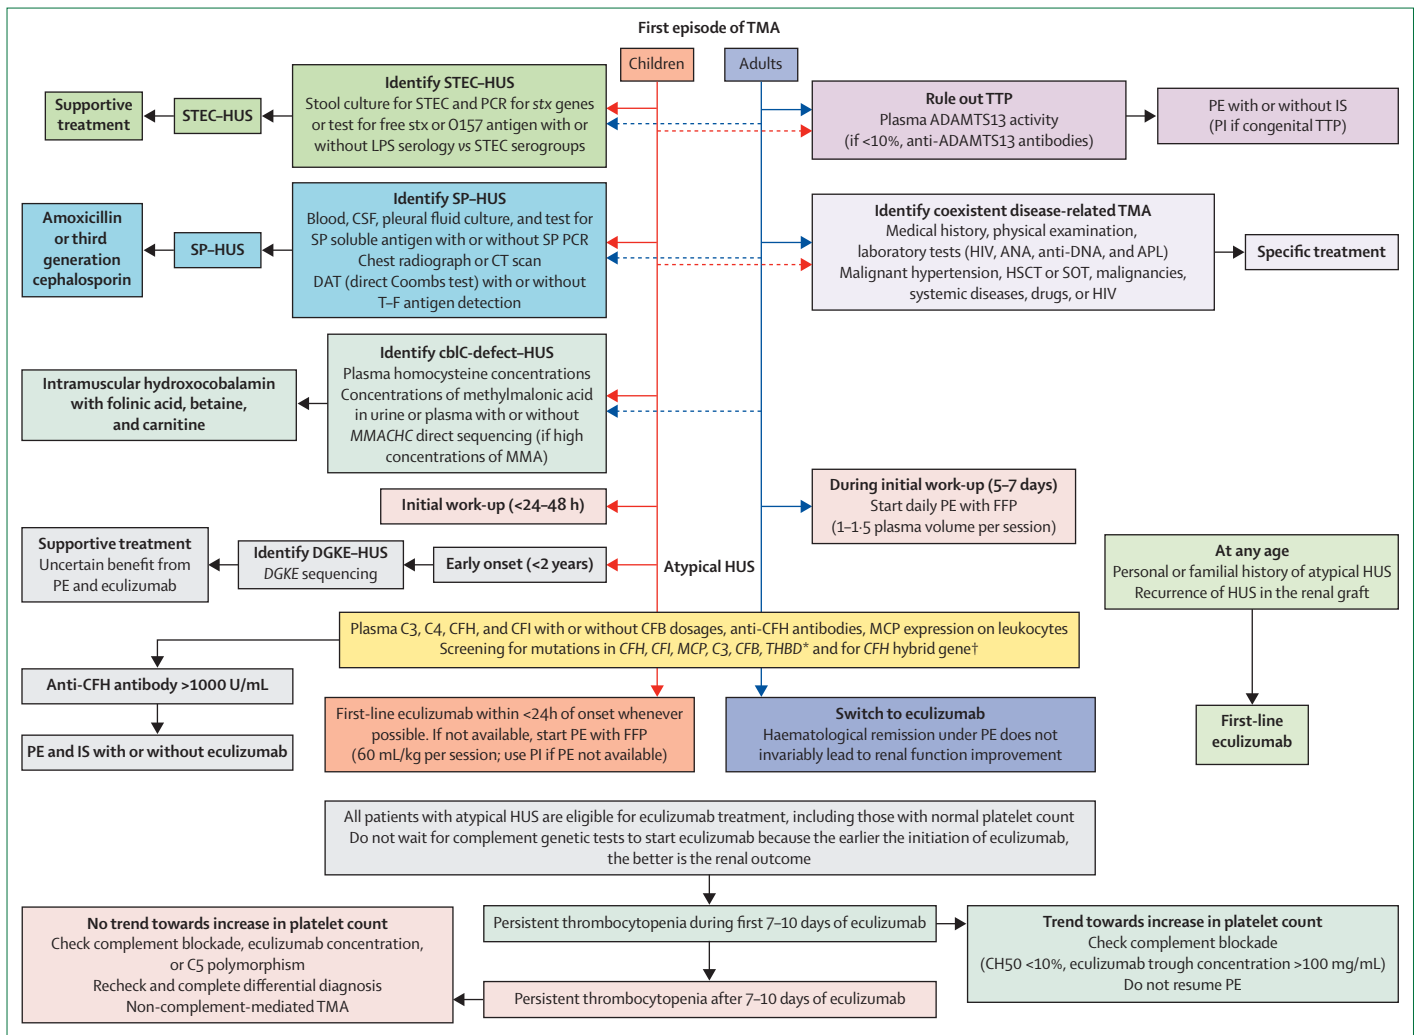 First episode of TMA
Children
Adults
Identify STEC–HUS
Stool culture for STEC and PCR for stx genes
or test for free stx or O157 antigen with or
without LPS serology vs STEC serogroups
STEC–HUS
Supportive
treatment
Rule out TTP
Plasma ADAMTS13 activity
(if <10%, anti-ADAMTS13 antibodies)
PE with or without IS
(PI if congenital TTP)
Identify SP–HUS
Blood, CSF, pleural fluid culture, and test for
SP soluble antigen with or without SP PCR
Chest radiograph or CT scan
DAT (direct Coombs test) with or without
T–F antigen detection
SP–HUS
Amoxicillin
or third
generation
cephalosporin
Identify coexistent disease-related TMA
Medical history, physical examination,
laboratory tests (HIV, ANA, anti-DNA, and APL)
Malignant hypertension, HSCT or SOT, malignancies,
systemic diseases, drugs, or HIV
Specific treatment
Identify cblC-defect–HUS
Plasma homocysteine concentrations
Concentrations of methylmalonic acid
in urine or plasma with or without
MMACHC direct sequencing (if high
concentrations of MMA)
Intramuscular hydroxocobalamin
with folinic acid, betaine,
and carnitine
Initial work-up (<24–48 h)
During initial work-up (5–7 days)
Start daily PE with FFP
(1–1·5 plasma volume per session)
Early onset (<2 years)
Identify DGKE–HUS
DGKE sequencing
Supportive treatment
Uncertain benefit from
PE and eculizumab
Atypical HUS
At any age
Personal or familial history of atypical HUS
Recurrence of HUS in the renal graft
First-line
eculizumab
Plasma C3, C4, CFH, and CFI with or without CFB dosages, anti-CFH antibodies, MCP expression on leukocytes
Screening for mutations in CFH, CFI, MCP, C3, CFB, THBD* and for CFH hybrid gene†
Anti-CFH antibody >1000 U/mL
PE and IS with or without eculizumab
First-line eculizumab within <24h of onset whenever
possible. If not available, start PE with FFP
(60 mL/kg per session; use PI if PE not available)
Switch to eculizumab
Haematological remission under PE does not
invariably lead to renal function improvement
All patients with atypical HUS are eligible for eculizumab treatment, including those with normal platelet count
Do not wait for complement genetic tests to start eculizumab because the earlier the initiation of eculizumab,
the better is the renal outcome
Persistent thrombocytopenia during first 7–10 days of eculizumab
Trend towards increase in platelet count
Check complement blockade
(CH50 <10%, eculizumab trough concentration >100 mg/mL)
Do not resume PE
Persistent thrombocytopenia after 7–10 days of eculizumab
No trend towards increase in platelet count
Check complement blockade, eculizumab concentration,
or C5 polymorphism
Recheck and complete differential diagnosis
Non-complement-mediated TMA